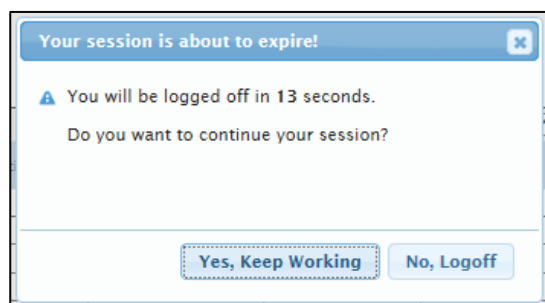 Your session is about to expire!
You will be logged off in 13 seconds.
Do you want to continue your session?
Yes, Keep Working
No, Logoff